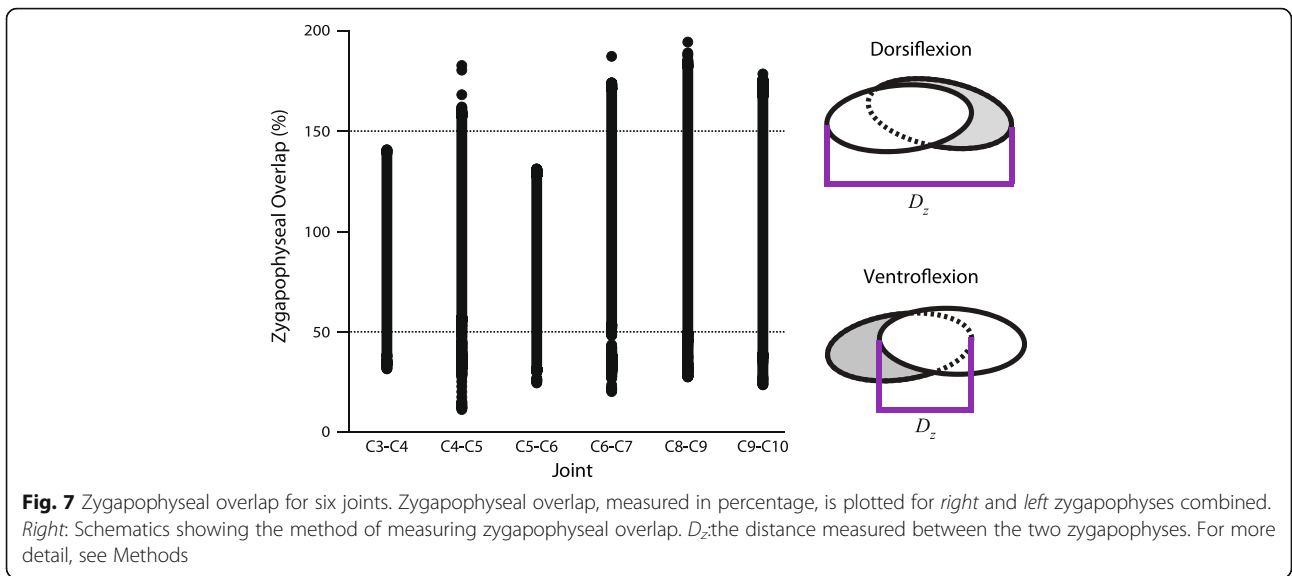 200
150
100
50
0
Zygapophyseal Overlap (%)
C3-C4 C4-C5 C5-C6 C6-C7 C8-C9 C9-C10
Joint
Dorsiflexion
D_z
Ventroflexion
D_z
Fig. 7 Zygapophyseal overlap for six joints. Zygapophyseal overlap, measured in percentage, is plotted for right and left zygapophyses combined.
Right: Schematics showing the method of measuring zygapophyseal overlap. D_z:the distance measured between the two zygapophyses. For more
detail, see Methods